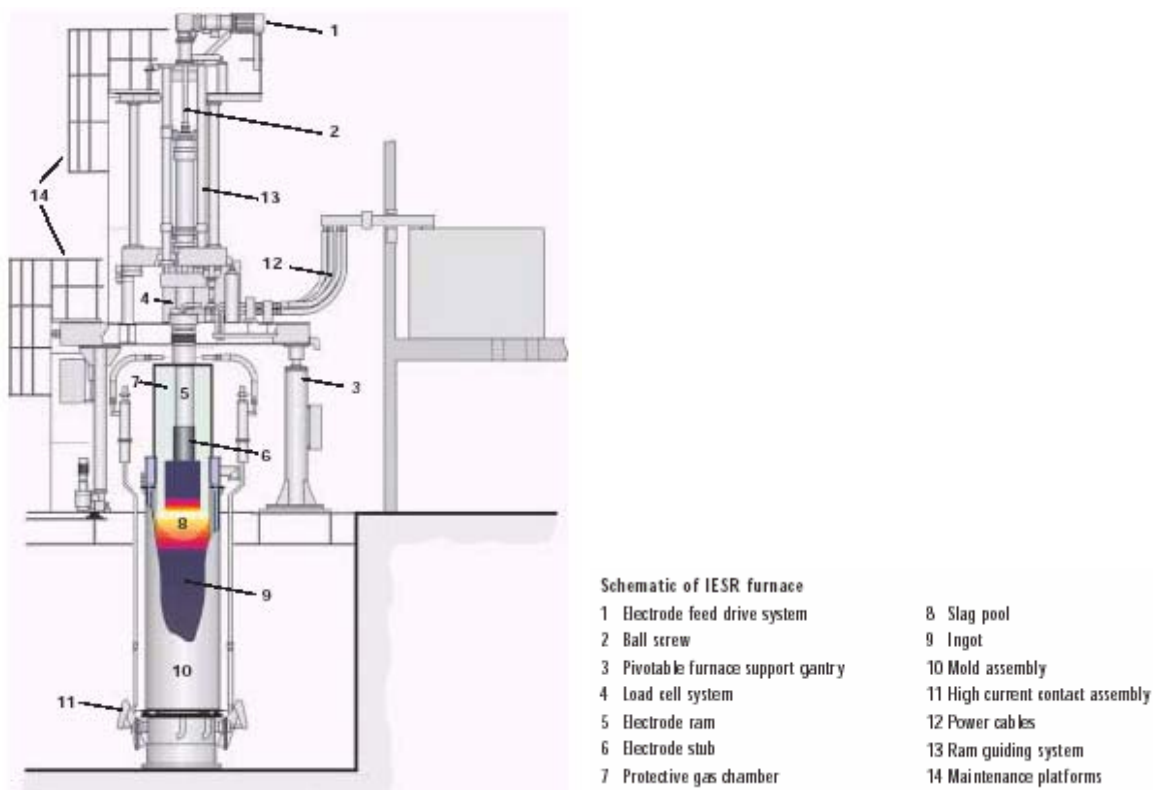 1
2
13
14
12
4
7
5
3
6
8
9
10
11
Schematic of IESR furnace
1 Electrode feed drive system
2 Ball screw
3 Pivotable furnace support gantry
4 Load cell system
5 Electrode ram
6 Electrode stub
7 Protective gas chamber
8 Slag pool
9 Ingot
10 Mold assembly
11 High current contact assembly
12 Power cables
13 Ram guiding system
14 Maintenance platforms